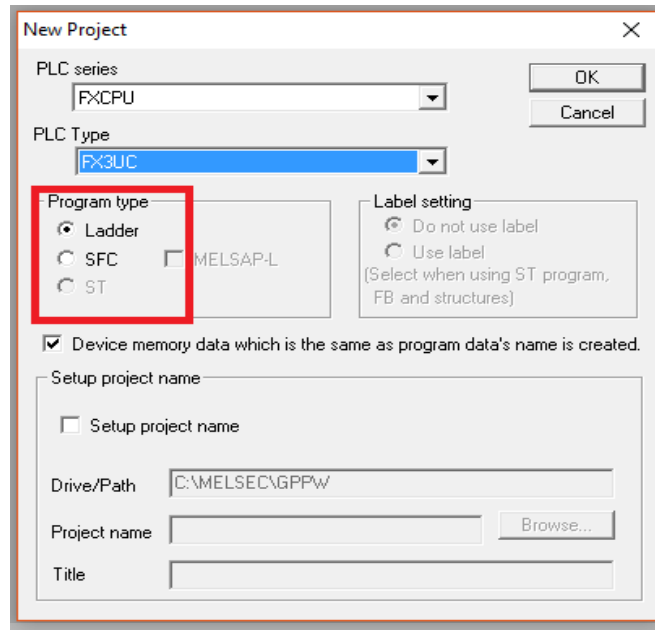 New Project
PLC series
FXCPU
OK
Cancel
PLC Type
FX3UC
Program type
Ladder
SFC
MELSAP-L
ST
Label setting
Do not use label
Use label
(Select when using ST program,
FB and structures)
Device memory data which is the same as program data's name is created.
Setup project name
Setup project name
Drive/Path
C:\MELSEC\GPPW
Project name
Browse...
Title